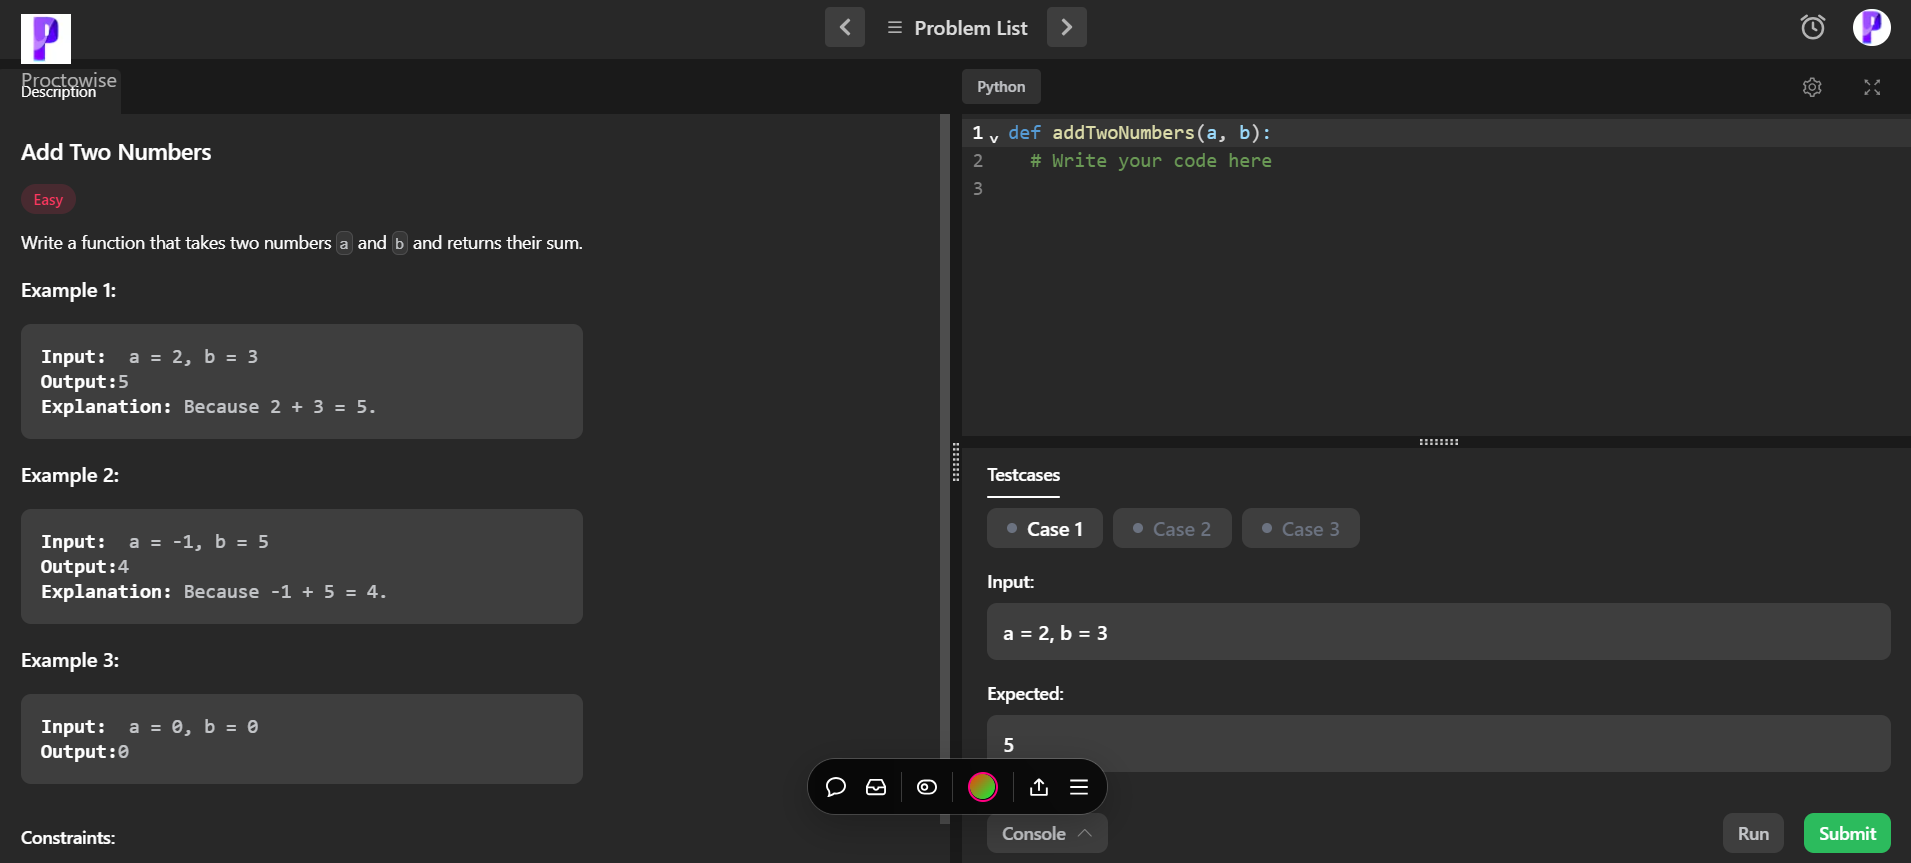 Problem List
Proctowise
Description
Add Two Numbers
Easy
Write a function that takes two numbers a and b and returns their sum.
Example 1:
Input:  a = 2, b = 3
Output:5
Explanation: Because 2 + 3 = 5.
Example 2:
Input:  a = -1, b = 5
Output:4
Explanation: Because -1 + 5 = 4.
Example 3:
Input:  a = 0, b = 0
Output:0
Constraints:
Python
1 def addTwoNumbers(a, b):
2 # Write your code here
3
Testcases
Case 1 Case 2 Case 3
Input:
a = 2, b = 3
Expected:
5
Console Run Submit